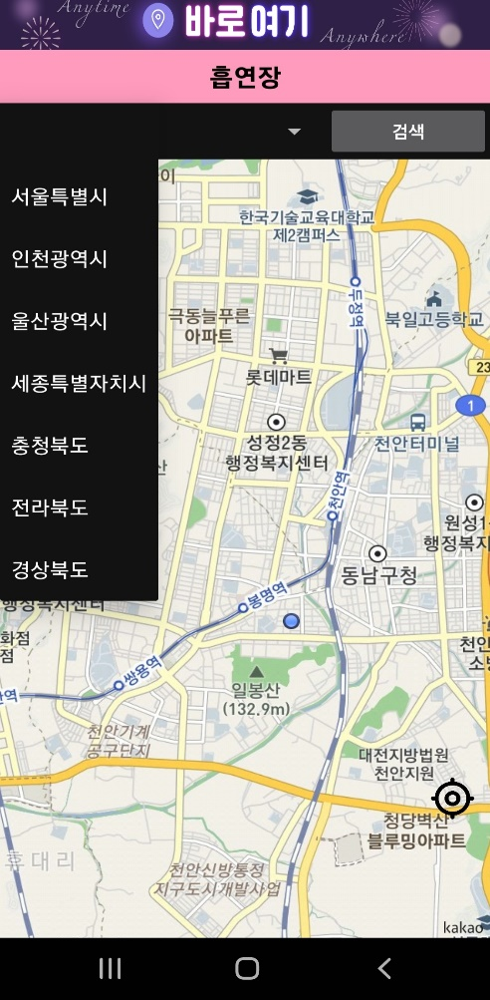 Anytime
바로여기
Anywhere
흡연장
검색
서울특별시
인천광역시
울산광역시
세종특별자치시
충청북도
전라북도
경상북도
이
한국기술교육대학교
제2캠퍼스
두정역
북일고등학교
극동늘푸른
아파트
롯데마트
23
1
성정2동
행정복지센터
천안터미널
산
천안역
원성1
행정복지
동남구청
행정복지센터
봉명역
화점
점
천안
소방
쌍용역
안역
일봉산
(132.9m)
천안기계
공구단지
대전지방법원
천안지원
청당벽산
블루밍아파트
휴대리
천안신방통정
지구도시개발사업
kakao